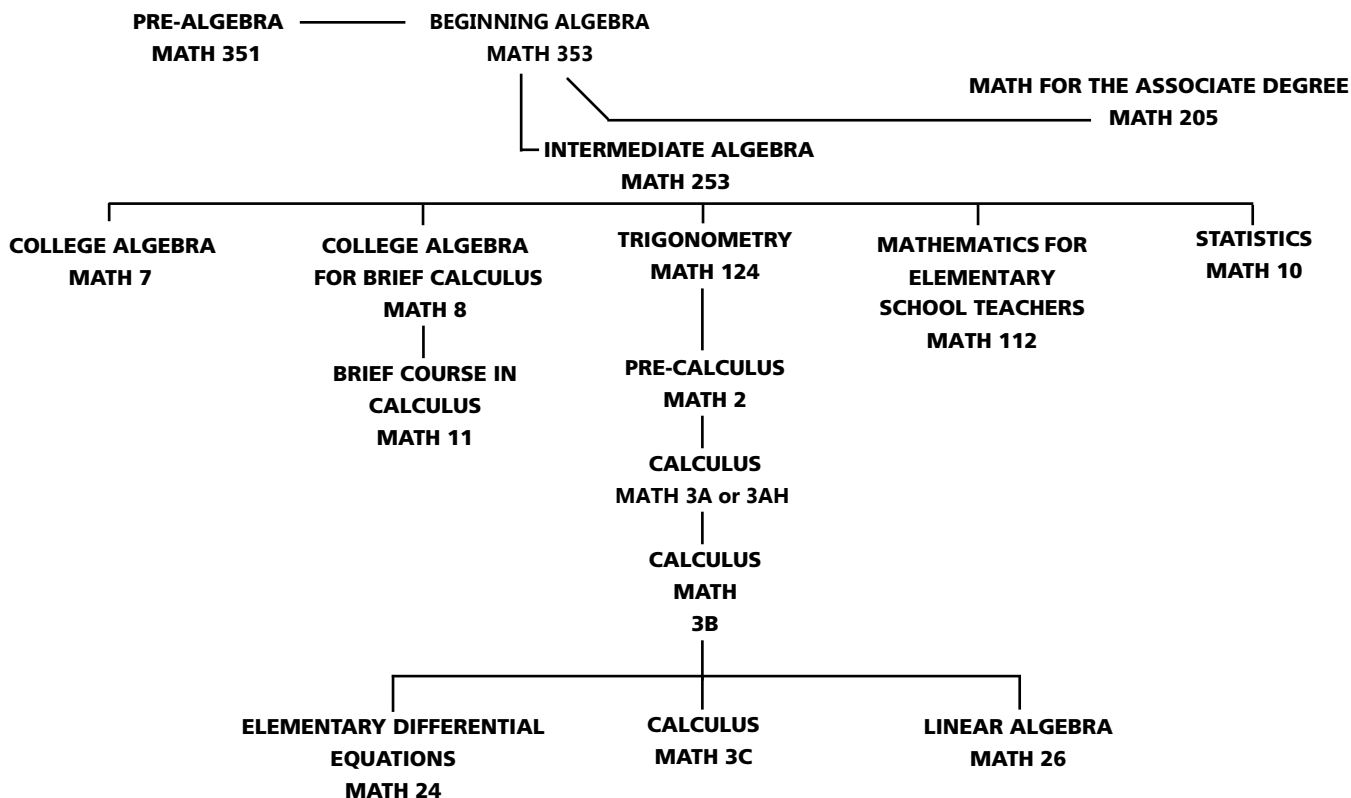 PRE-ALGEBRA
MATH 351
BEGINNING ALGEBRA
MATH 353
MATH FOR THE ASSOCIATE DEGREE
MATH 205
INTERMEDIATE ALGEBRA
MATH 253
COLLEGE ALGEBRA
MATH 7
COLLEGE ALGEBRA
FOR BRIEF CALCULUS
MATH 8
BRIEF COURSE IN
CALCULUS
MATH 11
TRIGONOMETRY
MATH 124
PRE-CALCULUS
MATH 2
CALCULUS
MATH 3A or 3AH
CALCULUS
MATH
3B
MATHEMATICS FOR
ELEMENTARY
SCHOOL TEACHERS
MATH 112
STATISTICS
MATH 10
ELEMENTARY DIFFERENTIAL
EQUATIONS
MATH 24
CALCULUS
MATH 3C
LINEAR ALGEBRA
MATH 26